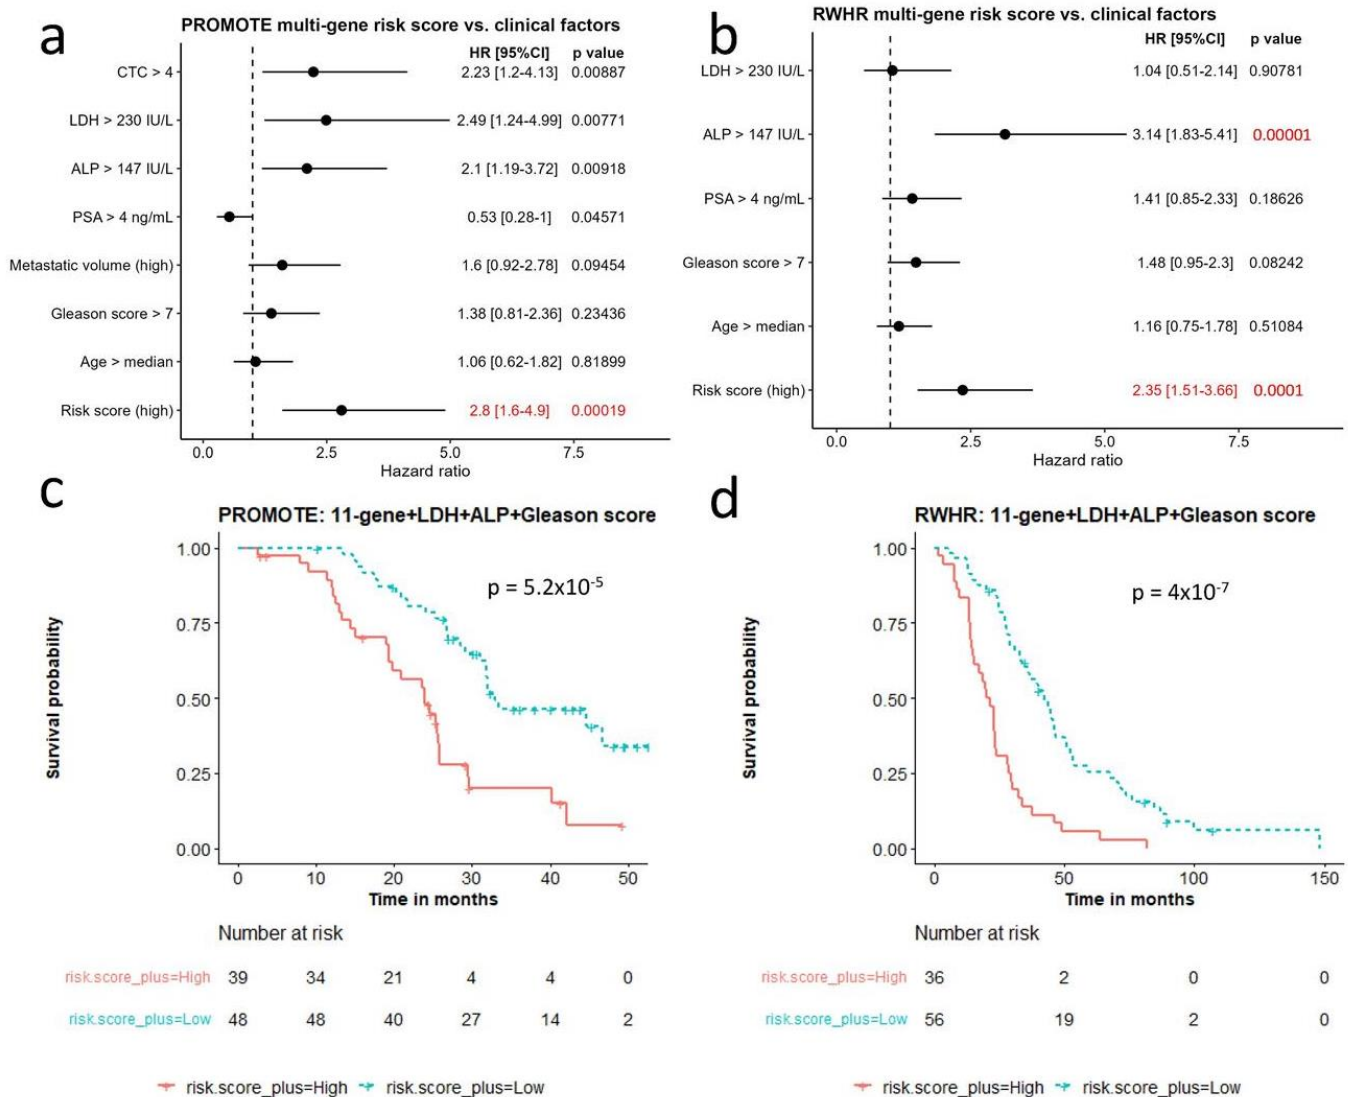 a
PROMOTE multi-gene risk score vs. clinical factors
HR [95%CI] p value
CTC > 4 2.23 [1.2-4.13] 0.00887
LDH > 230 IU/L 2.49 [1.24-4.99] 0.00771
ALP > 147 IU/L 2.1 [1.19-3.72] 0.00918
PSA > 4 ng/mL 0.53 [0.28-1] 0.04571
Metastatic volume (high) 1.6 [0.92-2.78] 0.09454
Gleason score > 7 1.38 [0.81-2.36] 0.23436
Age > median 1.06 [0.62-1.82] 0.81899
Risk score (high) 2.8 [1.6-4.9] 0.00019
0.0 2.5 5.0 7.5
Hazard ratio
b
RWHR multi-gene risk score vs. clinical factors
HR [95%CI] p value
LDH > 230 IU/L 1.04 [0.51-2.14] 0.90781
ALP > 147 IU/L 3.14 [1.83-5.41] 0.00001
PSA > 4 ng/mL 1.41 [0.85-2.33] 0.18626
Gleason score > 7 1.48 [0.95-2.3] 0.08242
Age > median 1.16 [0.75-1.78] 0.51084
Risk score (high) 2.35 [1.51-3.66] 0.0001
0.0 2.5 5.0 7.5
Hazard ratio
c
PROMOTE: 11-gene+LDH+ALP+Gleason score
p = 5.2x10-5
Survival probability
1.00
0.75
0.50
0.25
0.00
0 10 20 30 40 50
Time in months
Number at risk
risk.score_plus=High 39 34 21 4 4 0
risk.score_plus=Low 48 48 40 27 14 2
risk.score_plus=High risk.score_plus=Low
d
RWHR: 11-gene+LDH+ALP+Gleason score
p = 4x10-7
Survival probability
1.00
0.75
0.50
0.25
0.00
0 50 100 150
Time in months
Number at risk
risk.score_plus=High 36 2 0 0
risk.score_plus=Low 56 19 2 0
risk.score_plus=High risk.score_plus=Low